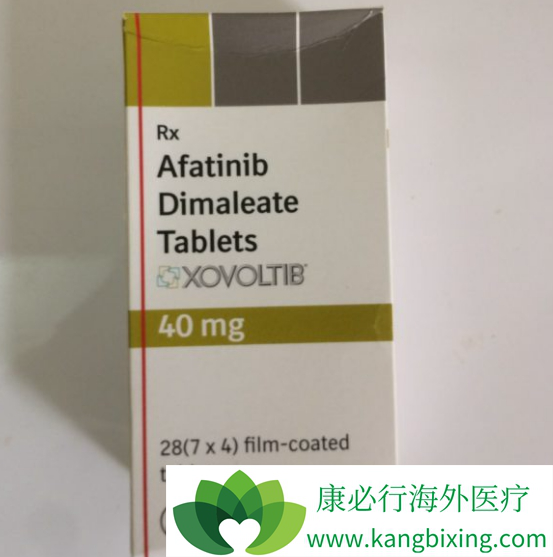 Rx
Afatinib
Dimaleate
Tablets
XOVOLTIB
40 mg
28(7 x 4) film-coated
康必行海外医疗
www.kangbixing.com